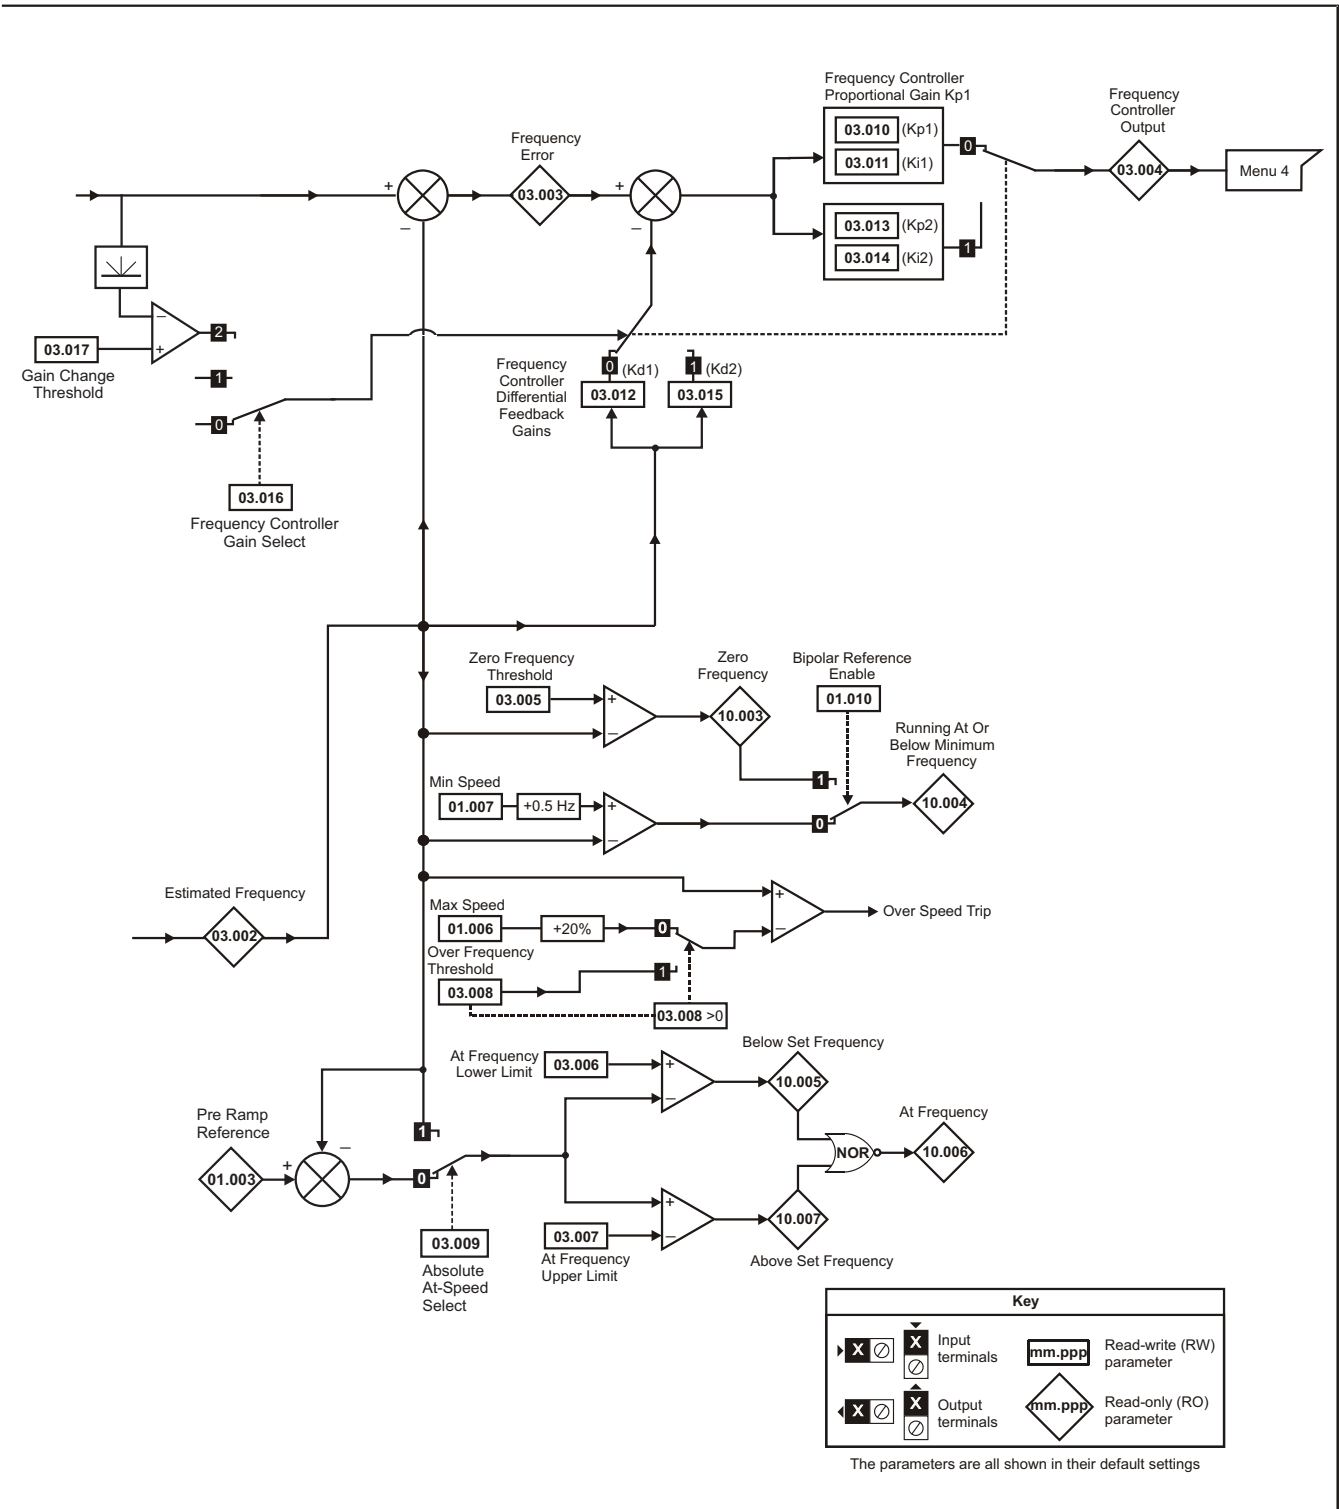 Frequency Controller
Proportional Gain Kp1
03.010 (Kp1)
03.011 (Ki1)
0
Frequency
Controller
Output
03.004
Menu 4
Frequency
Error
03.003
+
−
+
−
03.013 (Kp2)
03.014 (Ki2)
1
−
+
2
03.017
Gain Change
Threshold
1
0
03.016
Frequency Controller
Gain Select
Frequency
Controller
Differential
Feedback
Gains
0 (Kd1)
03.012
1 (Kd2)
03.015
Zero Frequency
Threshold
03.005
+
−
Zero
Frequency
10.003
Bipolar Reference
Enable
01.010
Running At Or
Below Minimum
Frequency
10.004
1
0
Min Speed
01.007
+0.5 Hz
+
−
Estimated Frequency
03.002
Max Speed
01.006
+20%
0
Over Frequency
Threshold
03.008
1
03.008 >0
+
−
Over Speed Trip
At Frequency
Lower Limit
03.006
+
−
Below Set Frequency
10.005
Pre Ramp
Reference
01.003
+
−
1
0
03.009
Absolute
At-Speed
Select
At Frequency
10.006
NOR
+
−
03.007
At Frequency
Upper Limit
10.007
Above Set Frequency
Key
X
X
Input
terminals
mm.ppp
Read-write (RW)
parameter
X
X
Output
terminals
mm.ppp
Read-only (RO)
parameter
The parameters are all shown in their default settings